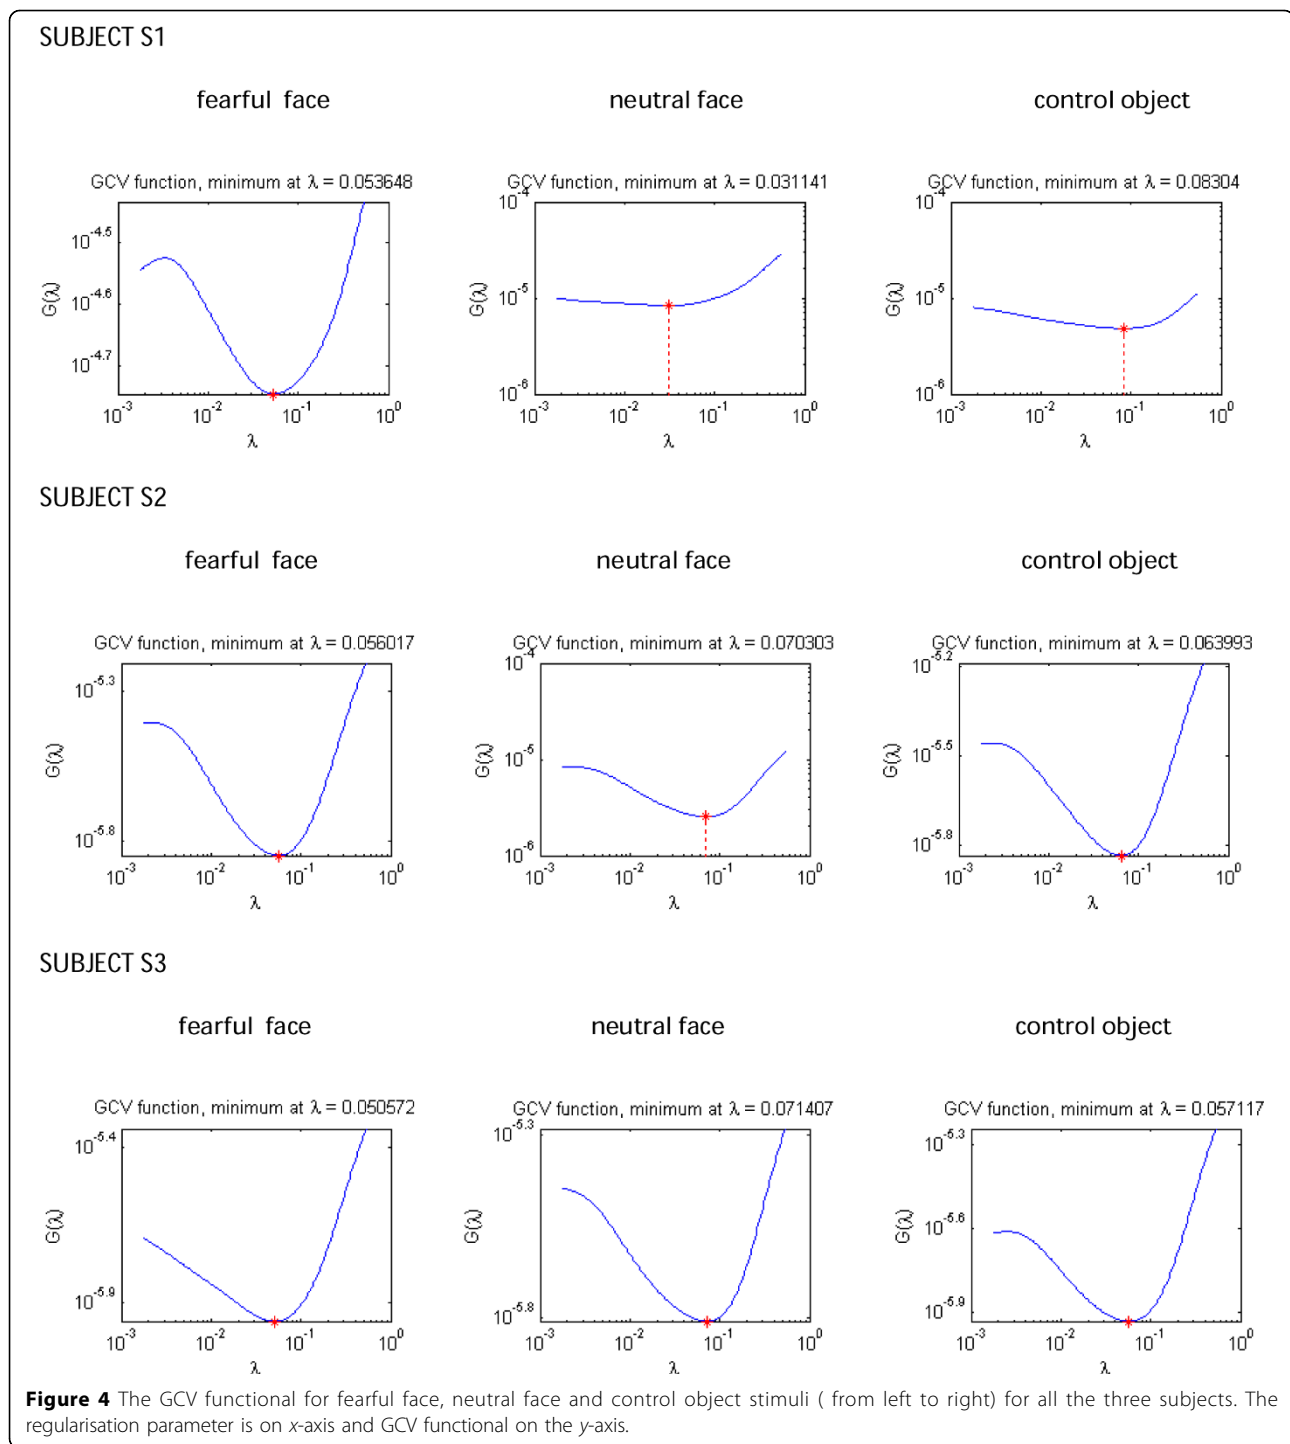 SUBJECT S1
fearful face neutral face control object
GCV function, minimum at λ = 0.053648 GCV function, minimum at λ = 0.031141 GCV function, minimum at λ = 0.08304
G(λ) 10^-4.5 10^-4.6 10^-4.7
10^-3 10^-2 10^-1 10^0
λ
G(λ) 10^-4 10^-5 10^-6
10^-3 10^-2 10^-1 10^0
λ
G(λ) 10^-4 10^-5 10^-6
10^-3 10^-2 10^-1 10^0
λ
SUBJECT S2
fearful face neutral face control object
GCV function, minimum at λ = 0.056017 GCV function, minimum at λ = 0.070303 GCV function, minimum at λ = 0.063993
G(λ) 10^-5.3 10^-5.8
10^-3 10^-2 10^-1 10^0
λ
G(λ) 10^-4 10^-5 10^-6
10^-3 10^-2 10^-1 10^0
λ
G(λ) 10^-5.2 10^-5.5 10^-5.8
10^-3 10^-2 10^-1 10^0
λ
SUBJECT S3
fearful face neutral face control object
GCV function, minimum at λ = 0.050572 GCV function, minimum at λ = 0.071407 GCV function, minimum at λ = 0.057117
G(λ) 10^-5.4 10^-5.9
10^-3 10^-2 10^-1 10^0
λ
G(λ) 10^-5.3 10^-5.8
10^-3 10^-2 10^-1 10^0
λ
G(λ) 10^-5.3 10^-5.6 10^-5.9
10^-3 10^-2 10^-1 10^0
λ
Figure 4 The GCV functional for fearful face, neutral face and control object stimuli ( from left to right) for all the three subjects. The
regularisation parameter is on x-axis and GCV functional on the y-axis.